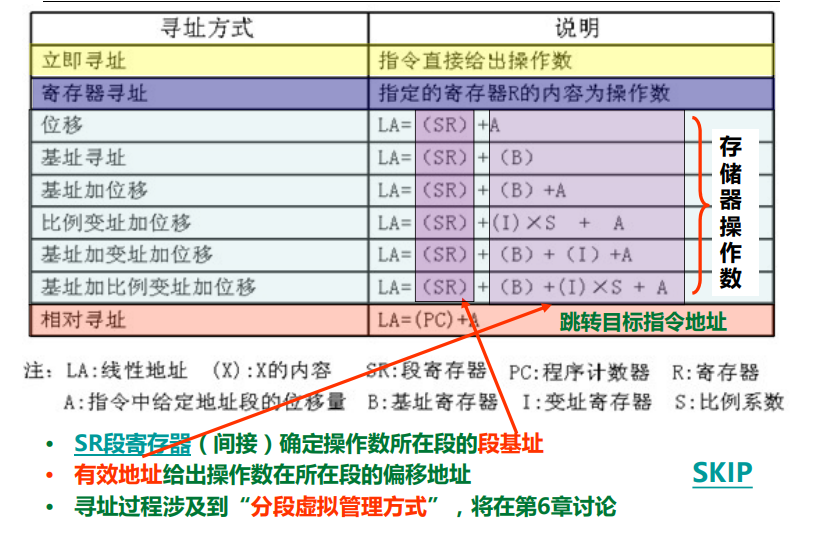 寻址方式 说明
立即寻址 指令直接给出操作数
寄存器寻址 指定的寄存器R的内容为操作数
位移 LA=（SR）+A
基址寻址 LA=（SR）+（B）
基址加位移 LA=（SR）+（B）+A
比例变址加位移 LA=（SR）+(I)×S + A
基址加变址加位移 LA=（SR）+（B）+（I）+A
基址加比例变址加位移 LA=（SR）+（B）+(I)×S + A
存储器操作数
相对寻址 LA=(PC)+A 跳转目标指令地址
注：LA:线性地址 (X):X的内容 SR:段寄存器 PC:程序计数器 R:寄存器
A:指令中给定地址段的位移量 B:基址寄存器 I:变址寄存器 S:比例系数
• SR段寄存器（间接）确定操作数所在段的段基址
• 有效地址给出操作数在所在段的偏移地址
SKIP
• 寻址过程涉及到“分段虚拟管理方式”，将在第6章讨论